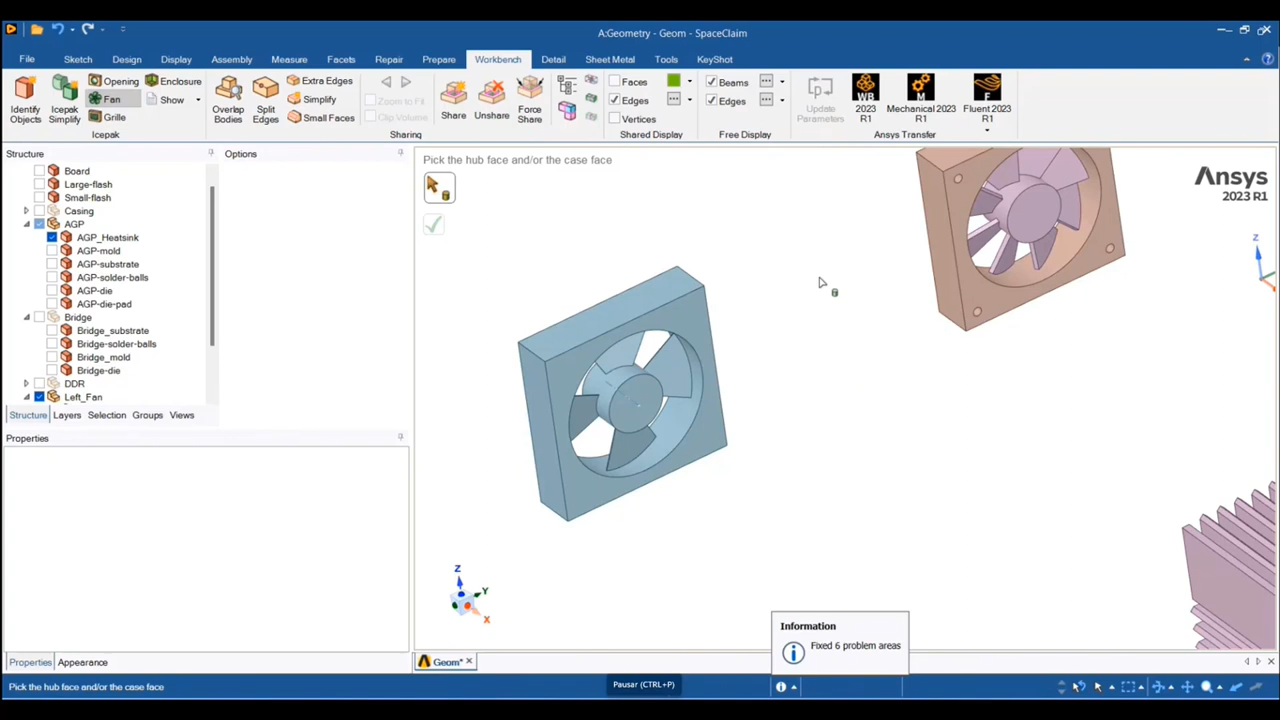 A:Geometry - Geom - SpaceClaim
File Sketch Design Display Assembly Measure Facets Repair Prepare Workbench Detail Sheet Metal Tools KeyShot
Identify Objects
Icepak Simplify
Opening
Fan
Grille
Enclosure
Show
Icepak
Overlap Bodies
Split Edges
Extra Edges
Simplify
Small Faces
Zoom to Fit
Clip Volume
Share
Unshare
Force Share
Sharing
Faces
Edges
Vertices
Shared Display
Beams
Edges
Free Display
Update Parameters
WB
2023 R1
M
Mechanical 2023 R1
F
Fluent 2023 R1
Ansys Transfer
Structure
Board
Large-flash
Small-flash
Casing
AGP
AGP_Heatsink
AGP-mold
AGP-substrate
AGP-solder-balls
AGP-die
AGP-die-pad
Bridge
Bridge_substrate
Bridge-solder-balls
Bridge_mold
Bridge-die
DDR
Left_Fan
Structure Layers Selection Groups Views
Properties
Properties Appearance
Options
Pick the hub face and/or the case face
Ansys
2023 R1
Z
Z
Y
X
Information
Fixed 6 problem areas
Geom*
Pick the hub face and/or the case face
Pausar (CTRL+P)